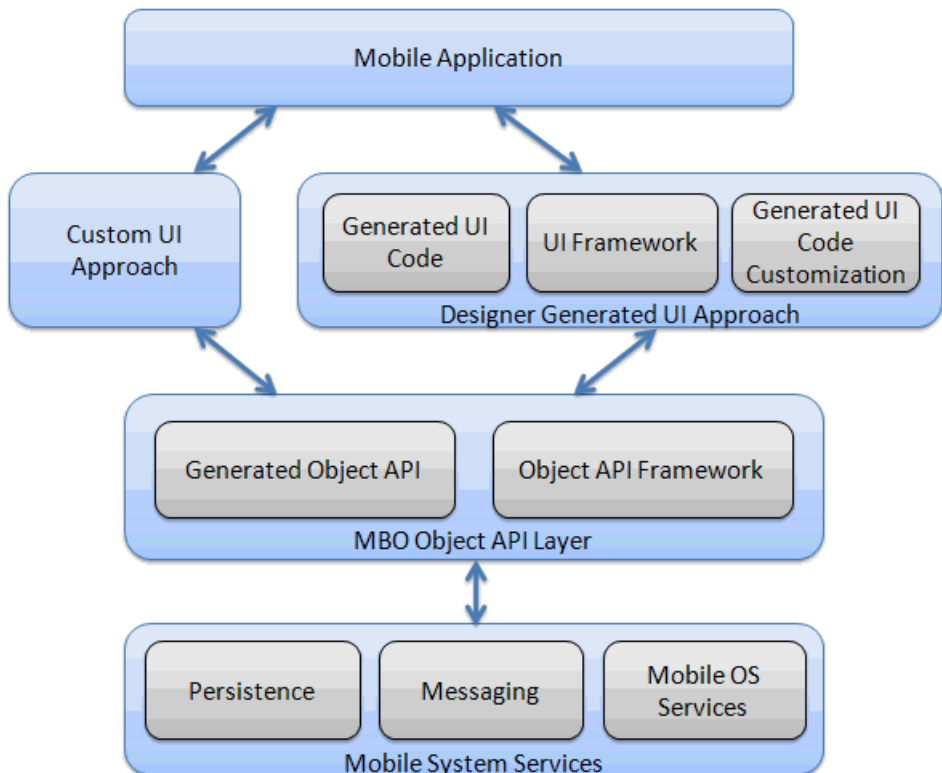 Mobile Application
Custom UI
Approach
Generated UI
Code
UI Framework
Generated UI
Code
Customization
Designer Generated UI Approach
Generated Object API
Object API Framework
MBO Object API Layer
Persistence
Messaging
Mobile OS
Services
Mobile System Services